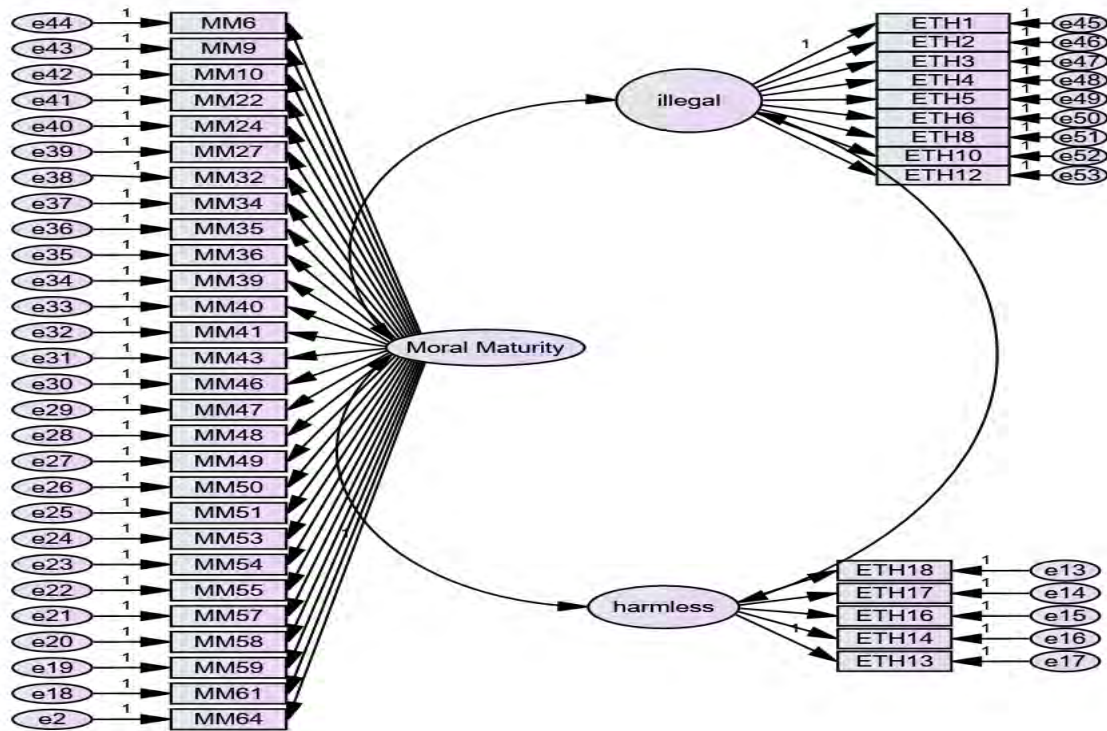 e44 1 MM6
e43 1 MM9
e42 1 MM10
e41 1 MM22
e40 1 MM24
e39 1 MM27
e38 1 MM32
e37 1 MM34
e36 1 MM35
e35 1 MM36
e34 1 MM39
e33 1 MM40
e32 1 MM41
e31 1 MM43
e30 1 MM46
e29 1 MM47
e28 1 MM48
e27 1 MM49
e26 1 MM50
e25 1 MM51
e24 1 MM53
e23 1 MM54
e22 1 MM55
e21 1 MM57
e20 1 MM58
e19 1 MM59
e18 1 MM61
e2 1 MM64
1
Moral Maturity
illegal
1
ETH1 1 e45
ETH2 1 e46
ETH3 1 e47
ETH4 1 e48
ETH5 1 e49
ETH6 1 e50
ETH8 1 e51
ETH10 1 e52
ETH12 1 e53
harmless
1
ETH18 1 e13
ETH17 1 e14
ETH16 1 e15
ETH14 1 e16
ETH13 1 e17